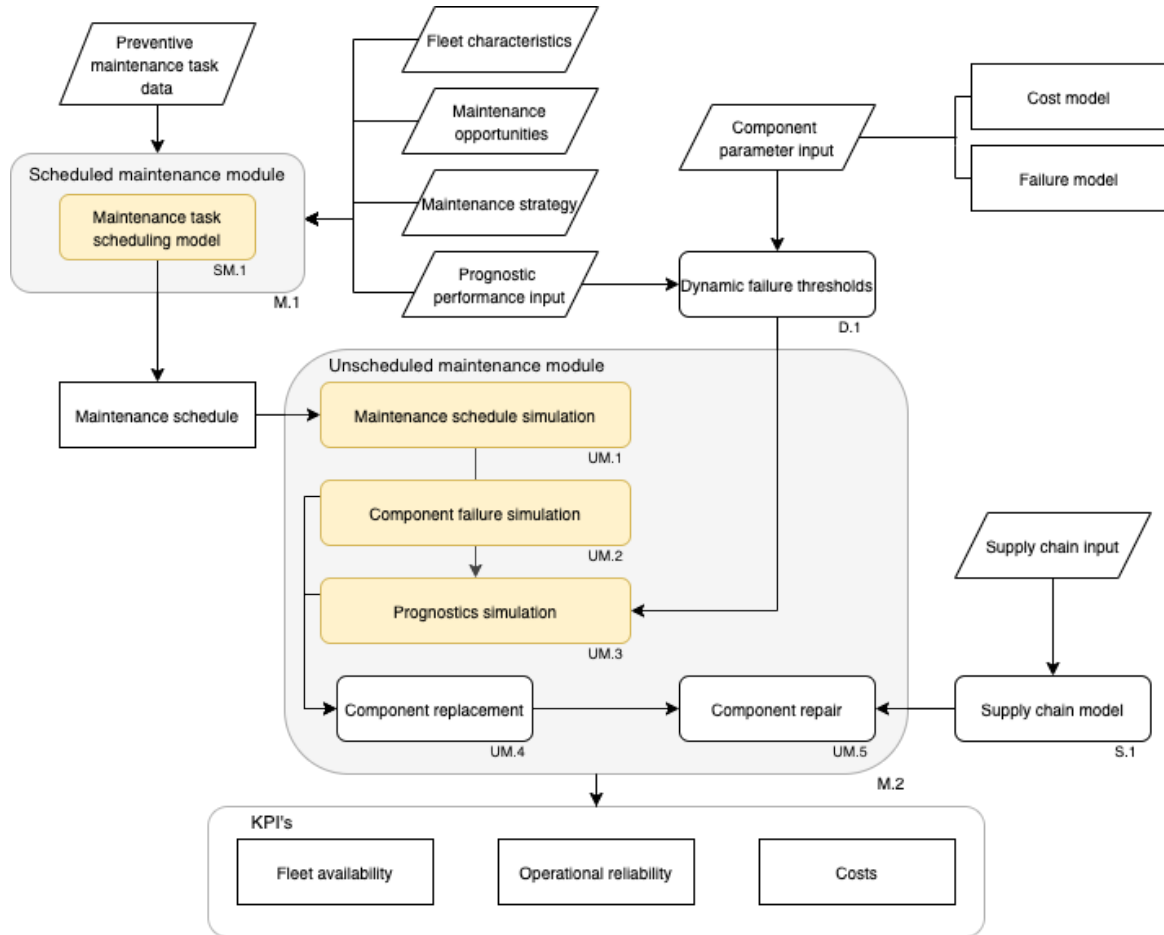 Preventive
maintenance task
data
Fleet characteristics
Maintenance
opportunities
Maintenance strategy
Prognostic
performance input
Component
parameter input
Cost model
Failure model
Scheduled maintenance module
Maintenance task
scheduling model
SM.1
M.1
Dynamic failure thresholds
D.1
Maintenance schedule
Unscheduled maintenance module
Maintenance schedule simulation
UM.1
Component failure simulation
UM.2
Prognostics simulation
UM.3
Component replacement
UM.4
Component repair
UM.5
M.2
Supply chain input
Supply chain model
S.1
KPI's
Fleet availability
Operational reliability
Costs